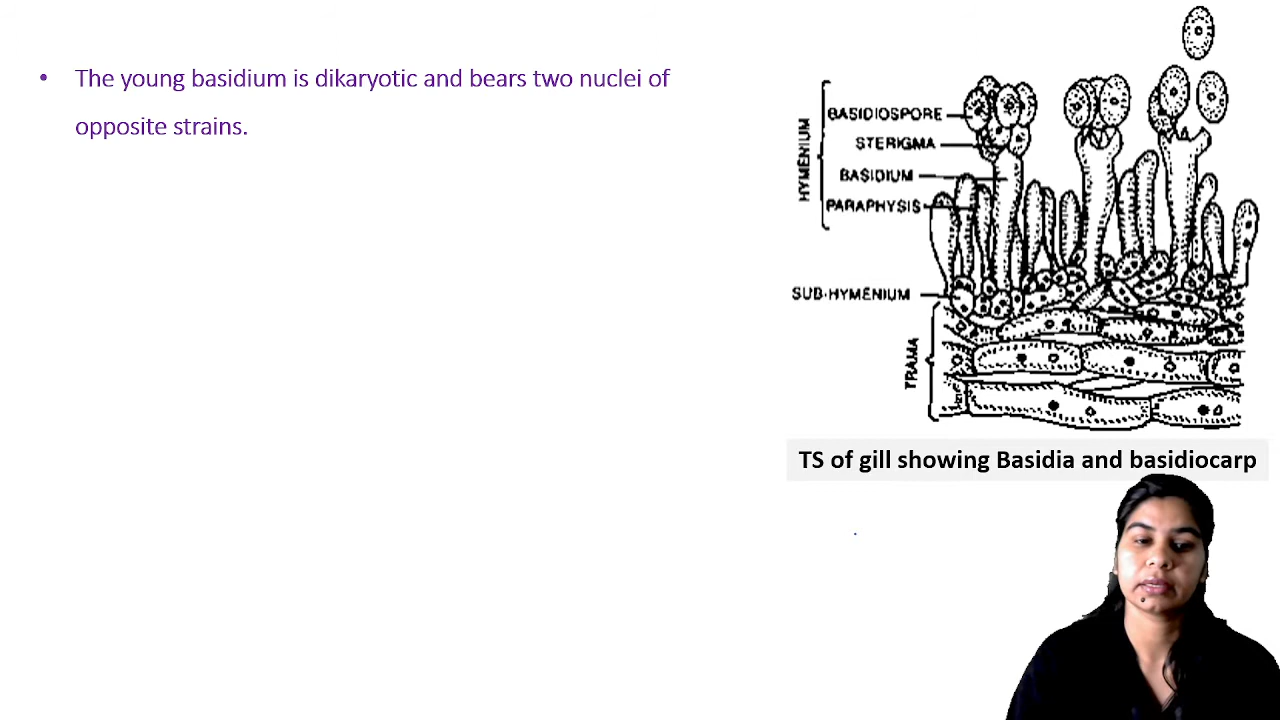 • The young basidium is dikaryotic and bears two nuclei of
opposite strains.
HYMENIUM
BASIDIOSPORE
STERIGMA
BASIDIUM
PARAPHYSIS
SUB-HYMENIUM
TRAMA
TS of gill showing Basidia and basidiocarp